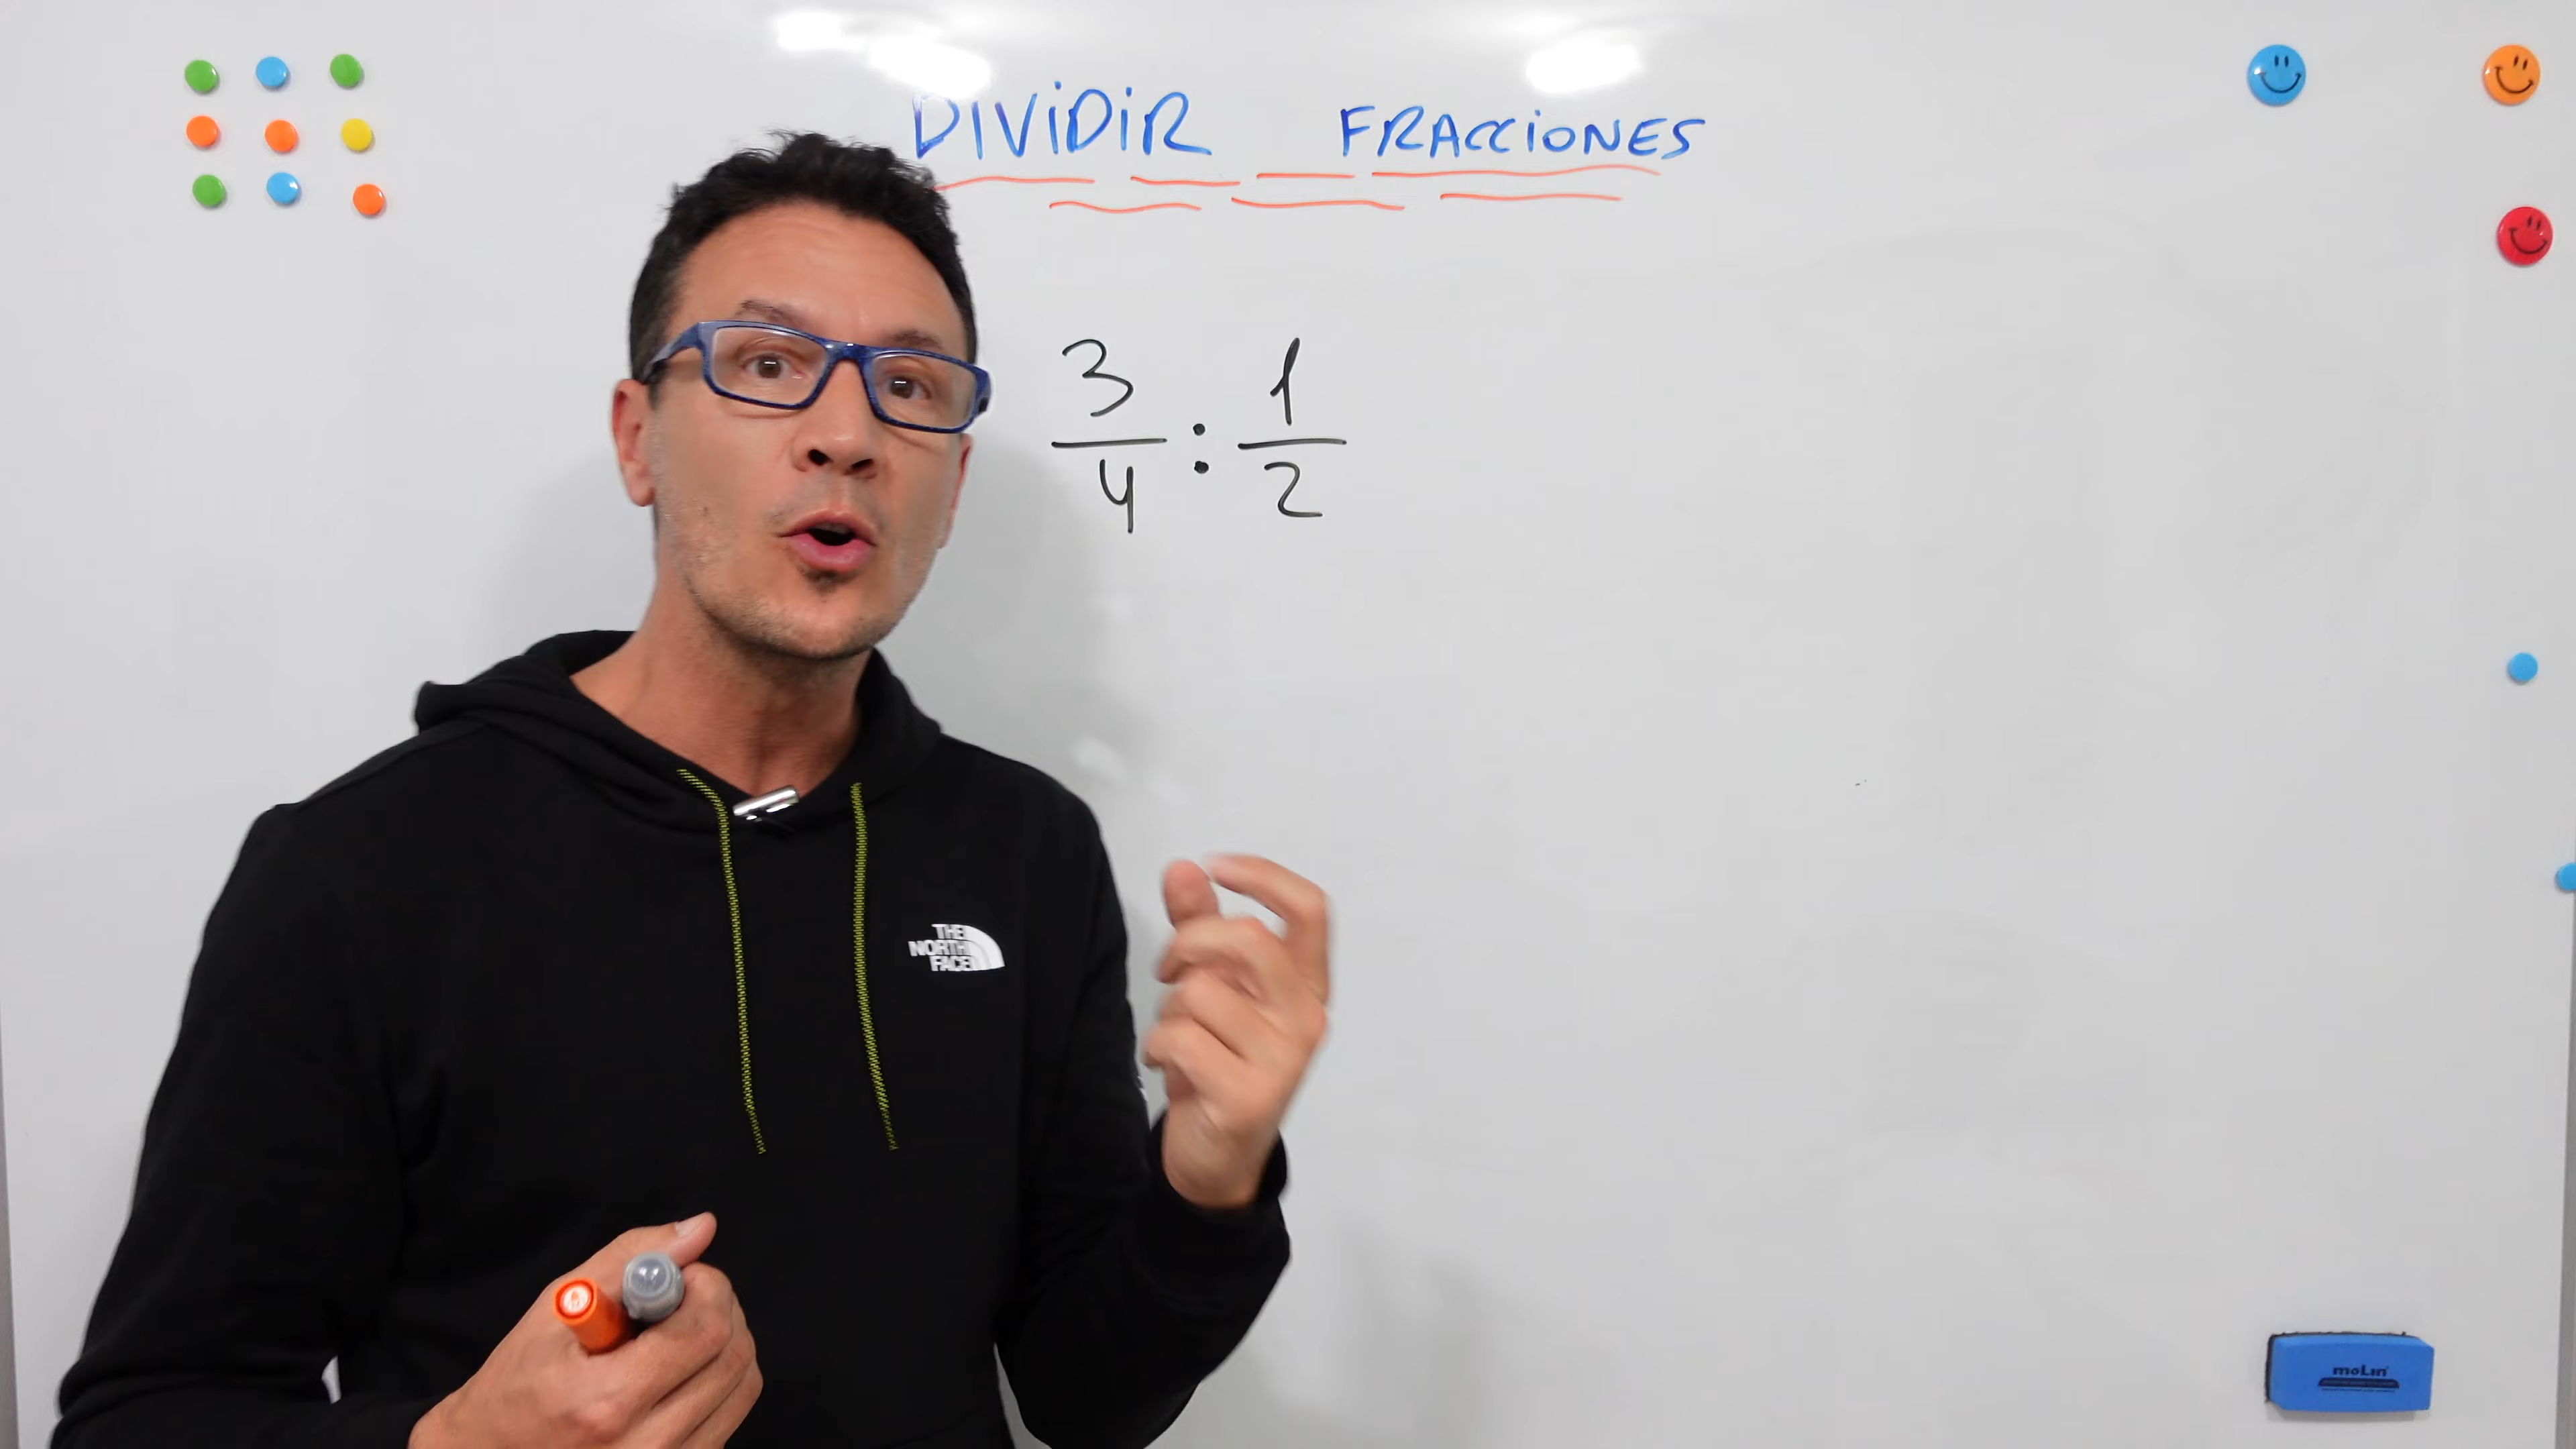 DIVIDIR FRACCIONES
3/4 : 1/2
THE
NORTH
FACE
molin